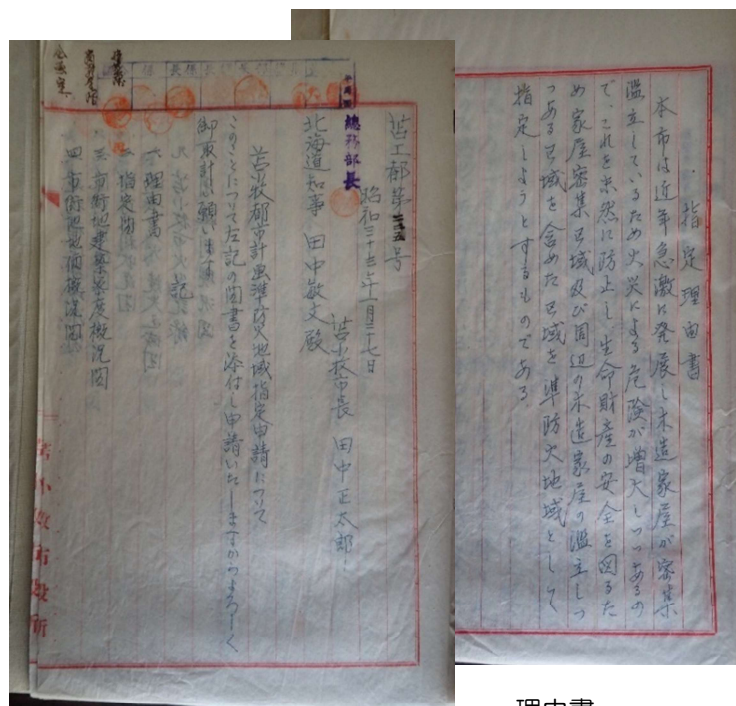 指定理由書
本市は近年急激に発展し木造家屋が密集
濫立しているため火災による危険が増大しつつあるの
で、これを未然に防止し、生命財産の安全を図るた
め家屋密集区域及び周辺の木造家屋の濫立しつ
つある区域を含めた区域を準防火地域として
指定しようとするものである
總務部長
苫工都第 号
昭和三十三年 月二十七日
北海道知事 田中敏文殿
苫小牧市長 田中正太郎
苫小牧都市計画準防火地域指定申請について
このことについて左記の図書を添付し申請いたしますからよろしく
御取計い願います
記
一、理由書
二、指定図
三、市街地建築密度概況図
四、市街地地価概況図
苫小牧市役所
理由書